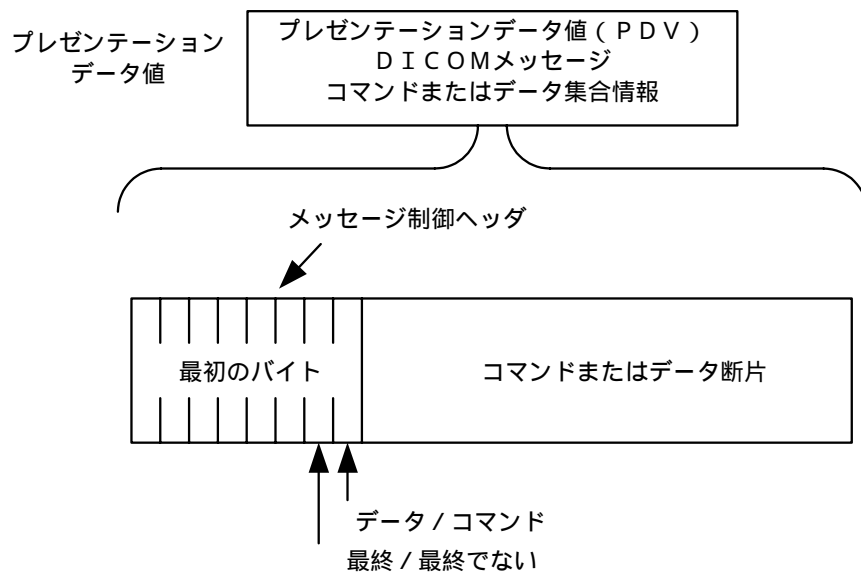 プレゼンテーション
データ値
プレゼンテーションデータ値(PDV)
DICOMメッセージ
コマンドまたはデータ集合情報
メッセージ制御ヘッダ
最初のバイト
コマンドまたはデータ断片
データ/コマンド
最終/最終でない